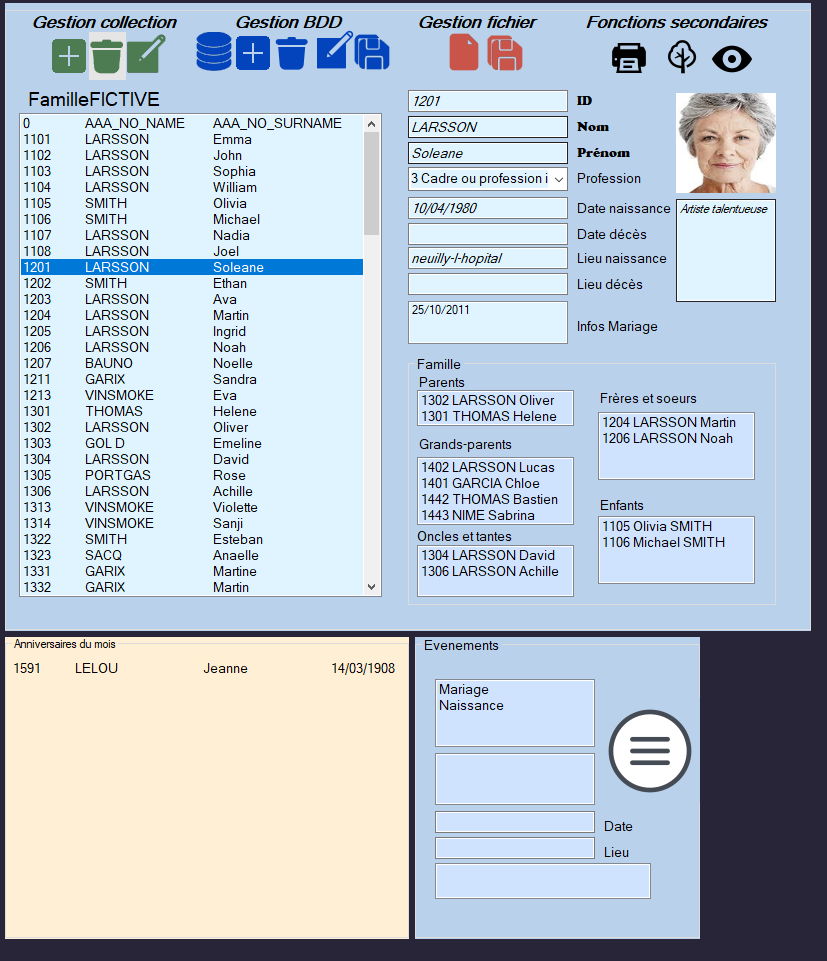 Gestion collection Gestion BDD Gestion fichier Fonctions secondaires
FamilleFICTIVE
0 AAA_NO_NAME AAA_NO_SURNAME
1101 LARSSON Emma
1102 LARSSON John
1103 LARSSON Sophia
1104 LARSSON William
1105 SMITH Olivia
1106 SMITH Michael
1107 LARSSON Nadia
1108 LARSSON Joel
1201 LARSSON Soleane
1202 SMITH Ethan
1203 LARSSON Ava
1204 LARSSON Martin
1205 LARSSON Ingrid
1206 LARSSON Noah
1207 BAUNO Noelle
1211 GARIX Sandra
1213 VINSMOKE Eva
1301 THOMAS Helene
1302 LARSSON Oliver
1303 GOL D Emeline
1304 LARSSON David
1305 PORTGAS Rose
1306 LARSSON Achille
1313 VINSMOKE Violette
1314 VINSMOKE Sanji
1322 SMITH Esteban
1323 SACQ Anaelle
1331 GARIX Martine
1332 GARIX Martin
1201 ID
LARSSON Nom
Soleane Prénom
3 Cadre ou profession i Profession
10/04/1980 Date naissance
Date décès
neuilly-l-hopital Lieu naissance
Lieu décès
25/10/2011
Infos Mariage
Artiste talentueuse
Famille
Parents
1302 LARSSON Oliver
1301 THOMAS Helene
Grands-parents
1402 LARSSON Lucas
1401 GARCIA Chloe
1442 THOMAS Bastien
1443 NIME Sabrina
Oncles et tantes
1304 LARSSON David
1306 LARSSON Achille
Frères et soeurs
1204 LARSSON Martin
1206 LARSSON Noah
Enfants
1105 Olivia SMITH
1106 Michael SMITH
Anniversaires du mois
1591 LELOU Jeanne 14/03/1908
Evenements
Mariage
Naissance
Date
Lieu